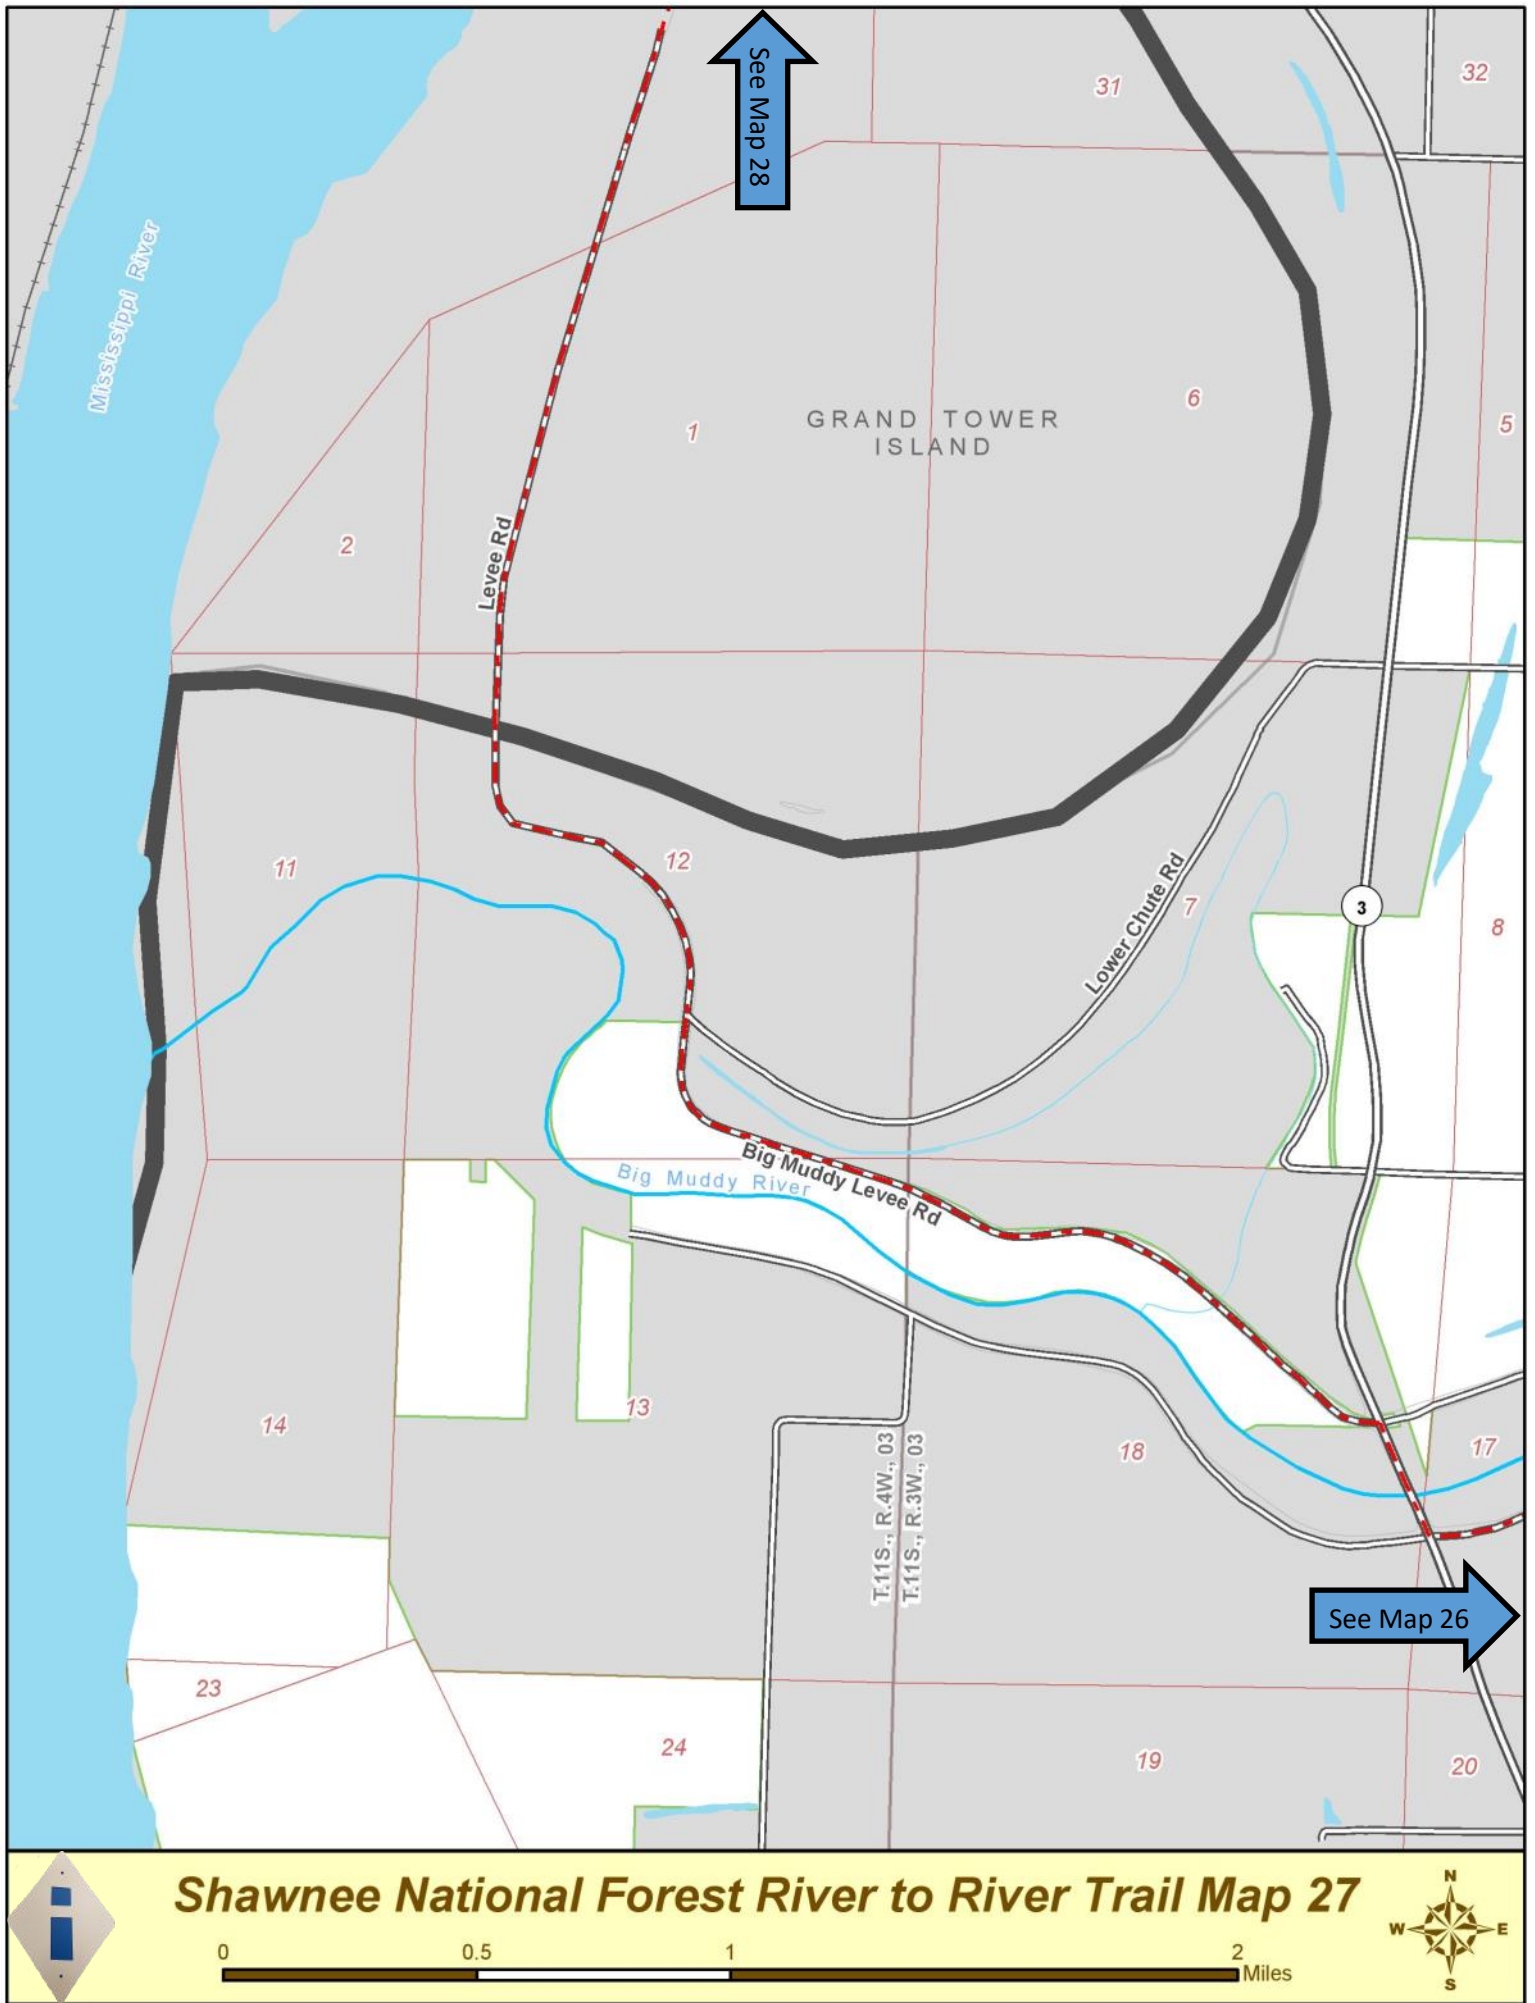 See Map 28
31
32
Mississippi River
6
1
GRAND TOWER
ISLAND
5
2
Levee Rd
11
12
Lower Chute Rd
7
3
8
Big Muddy River
Big Muddy Levee Rd
14
13
18
17
T.11S., R.4W., 03
T.11S., R.3W., 03
See Map 26
23
24
19
20
Shawnee National Forest River to River Trail Map 27
0 0.5 1 2
Miles
N
W E
S
i